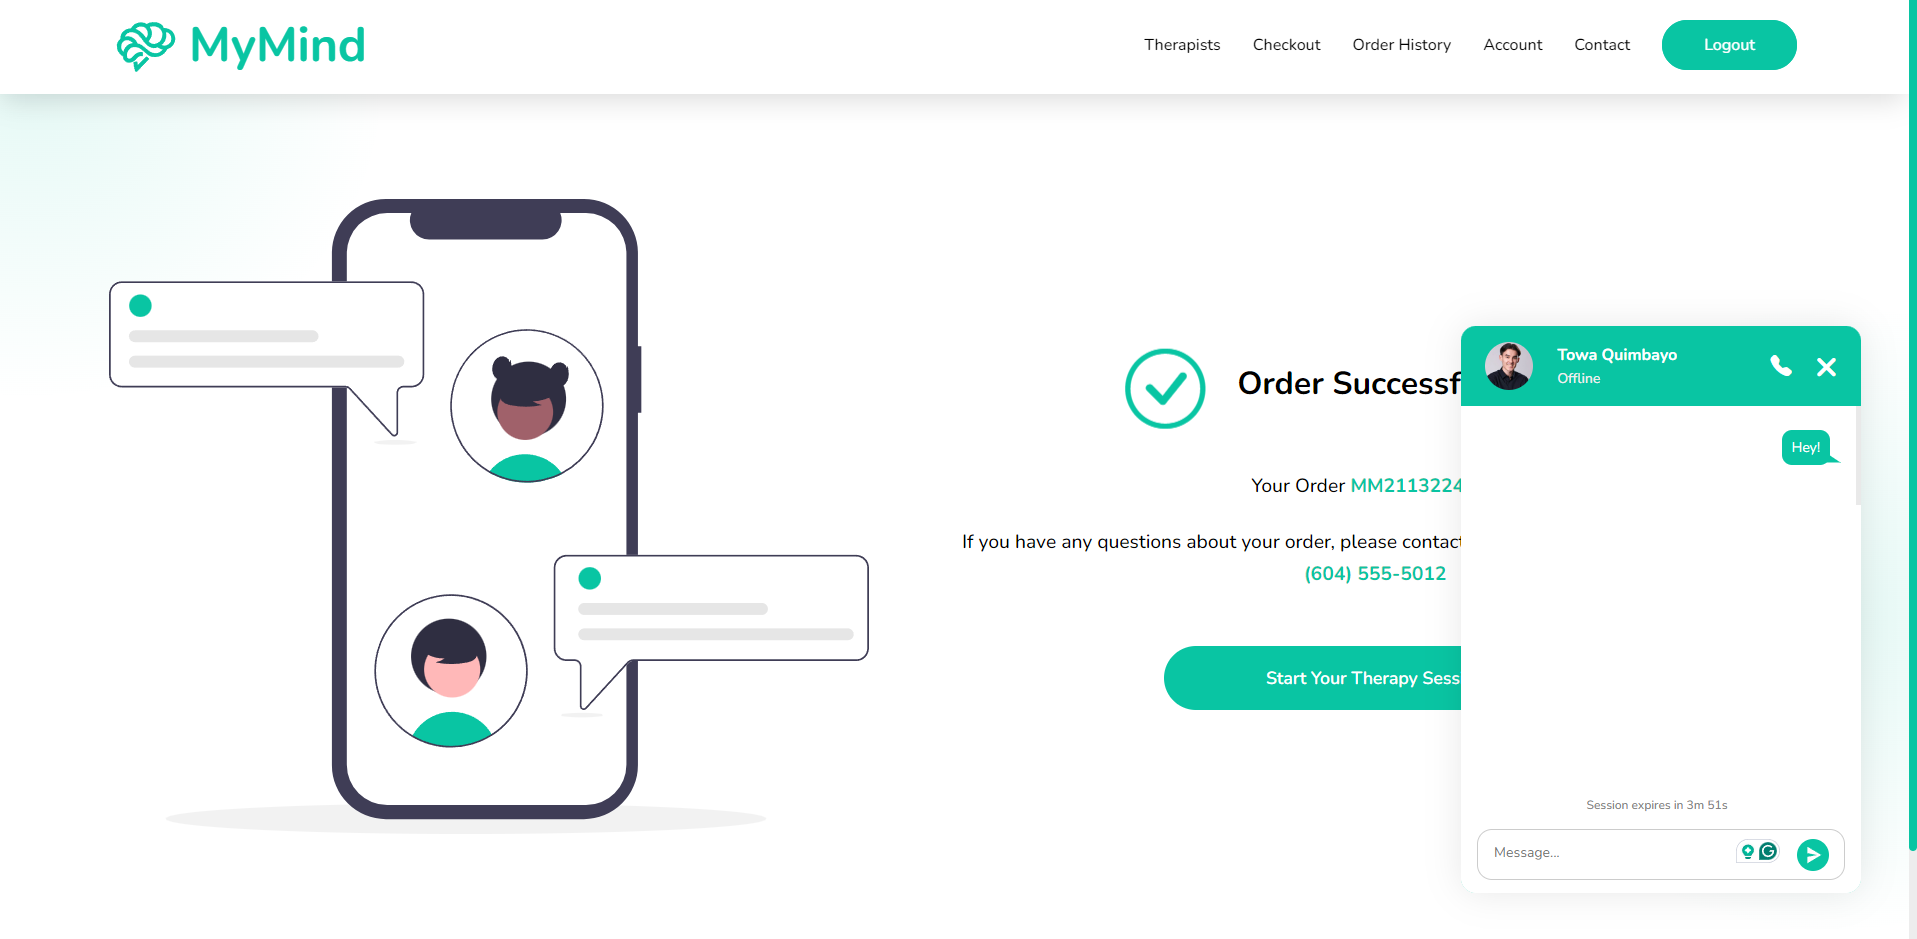 MyMind
Therapists Checkout Order History Account Contact Logout
Order Successf
Your Order MM2113224
If you have any questions about your order, please contact
(604) 555-5012
Start Your Therapy Sess
Towa Quimbayo
Offline
Hey!
Session expires in 3m 51s
Message...